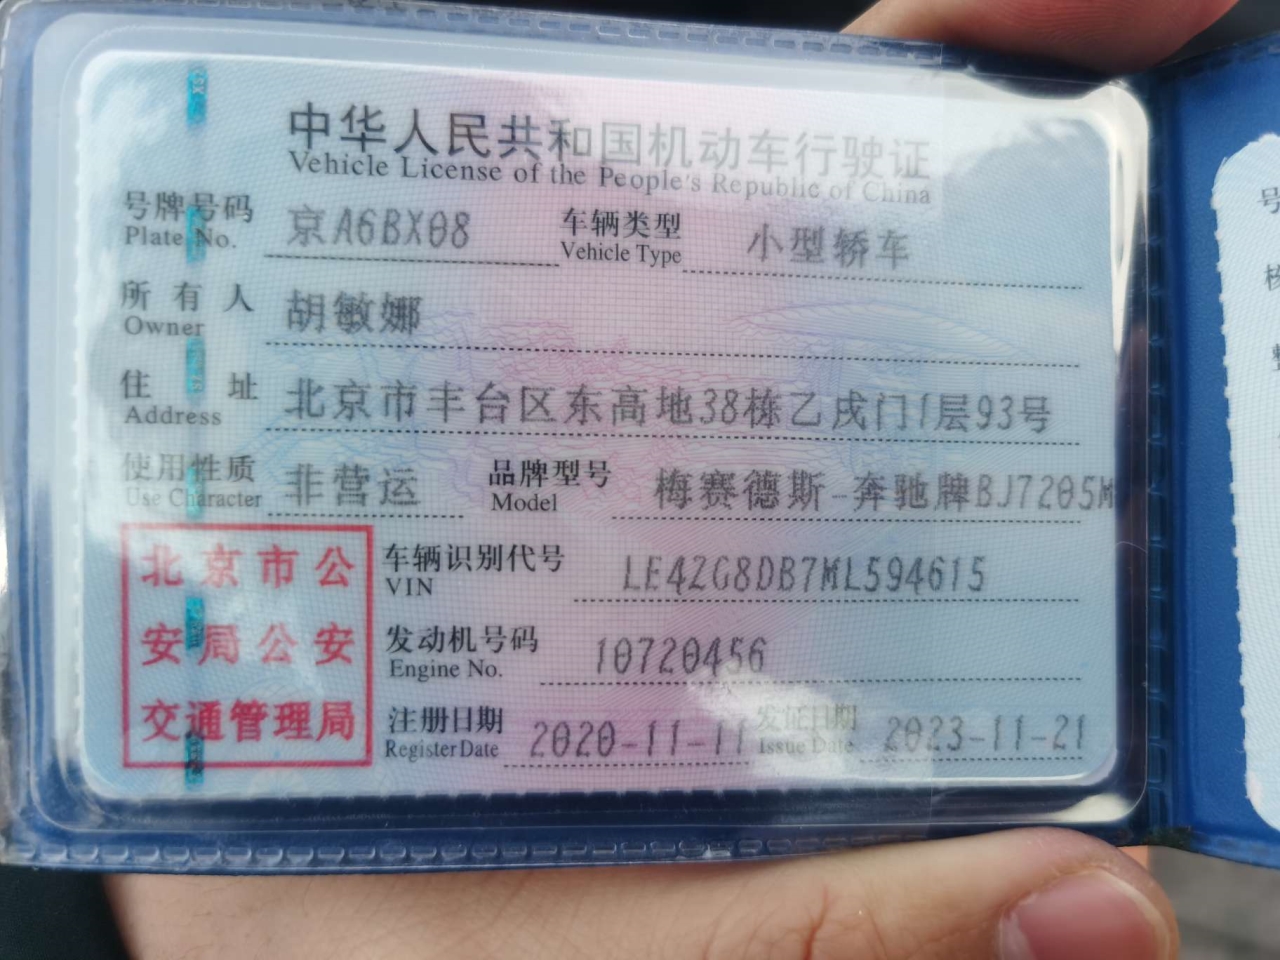 中华人民共和国机动车行驶证
Vehicle License of the People's Republic of China
号牌号码 京A6BX08 车辆类型 小型轿车
Plate No. Vehicle Type
所有人 胡敏娜
Owner
住址 北京市丰台区东高地38栋乙戌门1层93号
Address
使用性质 非营运 品牌型号 梅赛德斯-奔驰牌BJ7205M
Use Character Model
北京市公
安局公安
交通管理局
车辆识别代号 LE4ZG8DB7ML594615
VIN
发动机号码 10720456
Engine No.
注册日期 2020-11-11 发证日期 2023-11-21
Register Date Issue Date
号